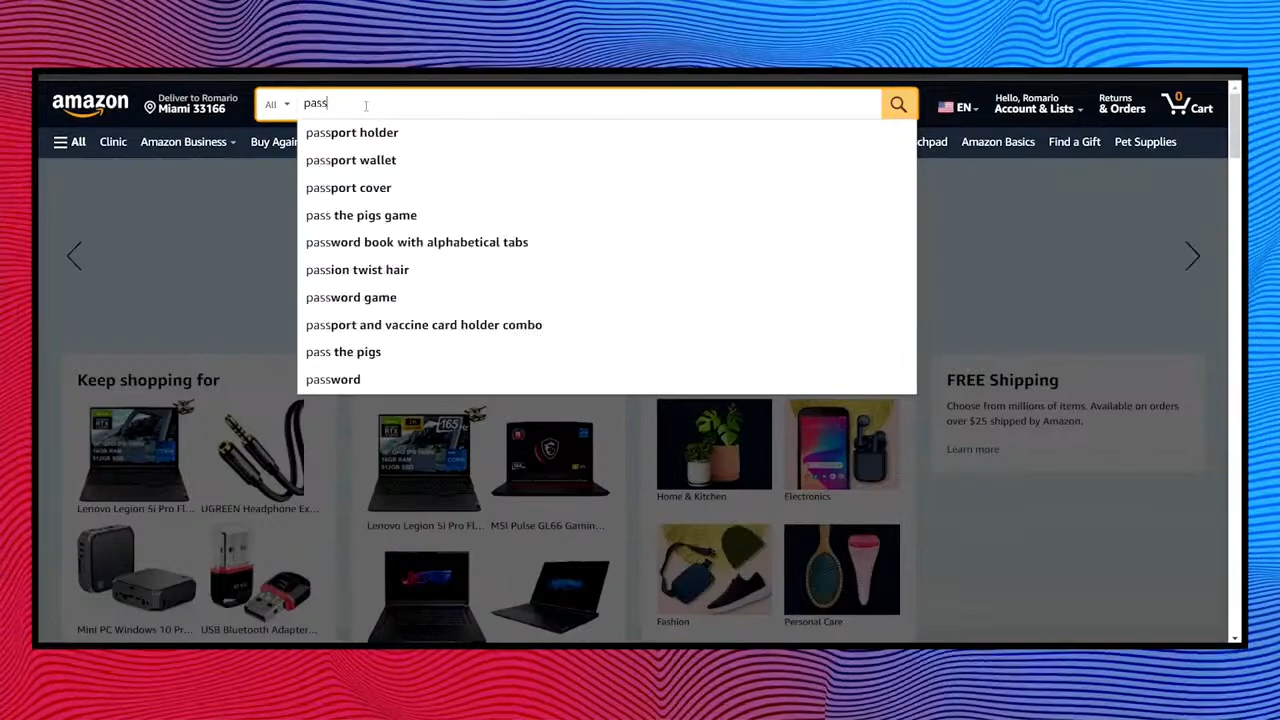 amazon
Deliver to Romario
Miami 33166
All
pass
EN
Hello, Romario
Account & Lists
Returns
& Orders
0
Cart
All
Clinic
Amazon Business
Buy Again
chpad
Amazon Basics
Find a Gift
Pet Supplies
passport holder
passport wallet
passport cover
pass the pigs game
password book with alphabetical tabs
passion twist hair
password game
passport and vaccine card holder combo
pass the pigs
password
Keep shopping for
Lenovo Legion 5i Pro Fl...
UGREEN Headphone Ex...
Mini PC Windows 10 Pr...
USB Bluetooth Adapter...
165Hz
Lenovo Legion 5i Pro Fl...
MSI Pulse GL66 Gamin...
Home & Kitchen
Electronics
Fashion
Personal Care
FREE Shipping
Choose from millions of items. Available on orders
over $25 shipped by Amazon.
Learn more